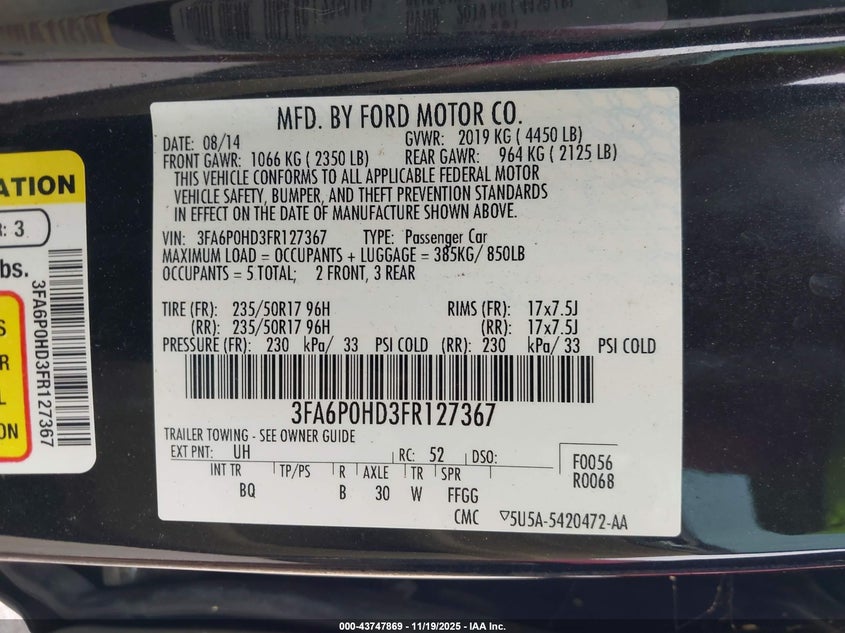 MFD. BY FORD MOTOR CO.
DATE: 08/14 GVWR: 2019 KG ( 4450 LB)
FRONT GAWR: 1066 KG ( 2350 LB) REAR GAWR: 964 KG ( 2125 LB)
THIS VEHICLE CONFORMS TO ALL APPLICABLE FEDERAL MOTOR
VEHICLE SAFETY, BUMPER, AND THEFT PREVENTION STANDARDS
IN EFFECT ON THE DATE OF MANUFACTURE SHOWN ABOVE.
VIN: 3FA6P0HD3FR127367 TYPE: Passenger Car
MAXIMUM LOAD = OCCUPANTS + LUGGAGE = 385KG/ 850LB
OCCUPANTS = 5 TOTAL; 2 FRONT, 3 REAR
TIRE (FR): 235/50R17 96H RIMS (FR): 17x7.5J
(RR): 235/50R17 96H (RR): 17x7.5J
PRESSURE (FR): 230 kPa/ 33 PSI COLD (RR): 230 kPa/ 33 PSI COLD
3FA6P0HD3FR127367
TRAILER TOWING - SEE OWNER GUIDE
EXT PNT: UH RC: 52 DSO:
INT TR TP/PS R AXLE TR SPR
BQ B 30 W FFGG
F0056
R0068
CMC ▽5U5A-5420472-AA
ATION
R: 3
bs.
3FA6P0HD3FR127367
S
R
L
ON
000-43747869 - 11/19/2025 - IAA Inc.